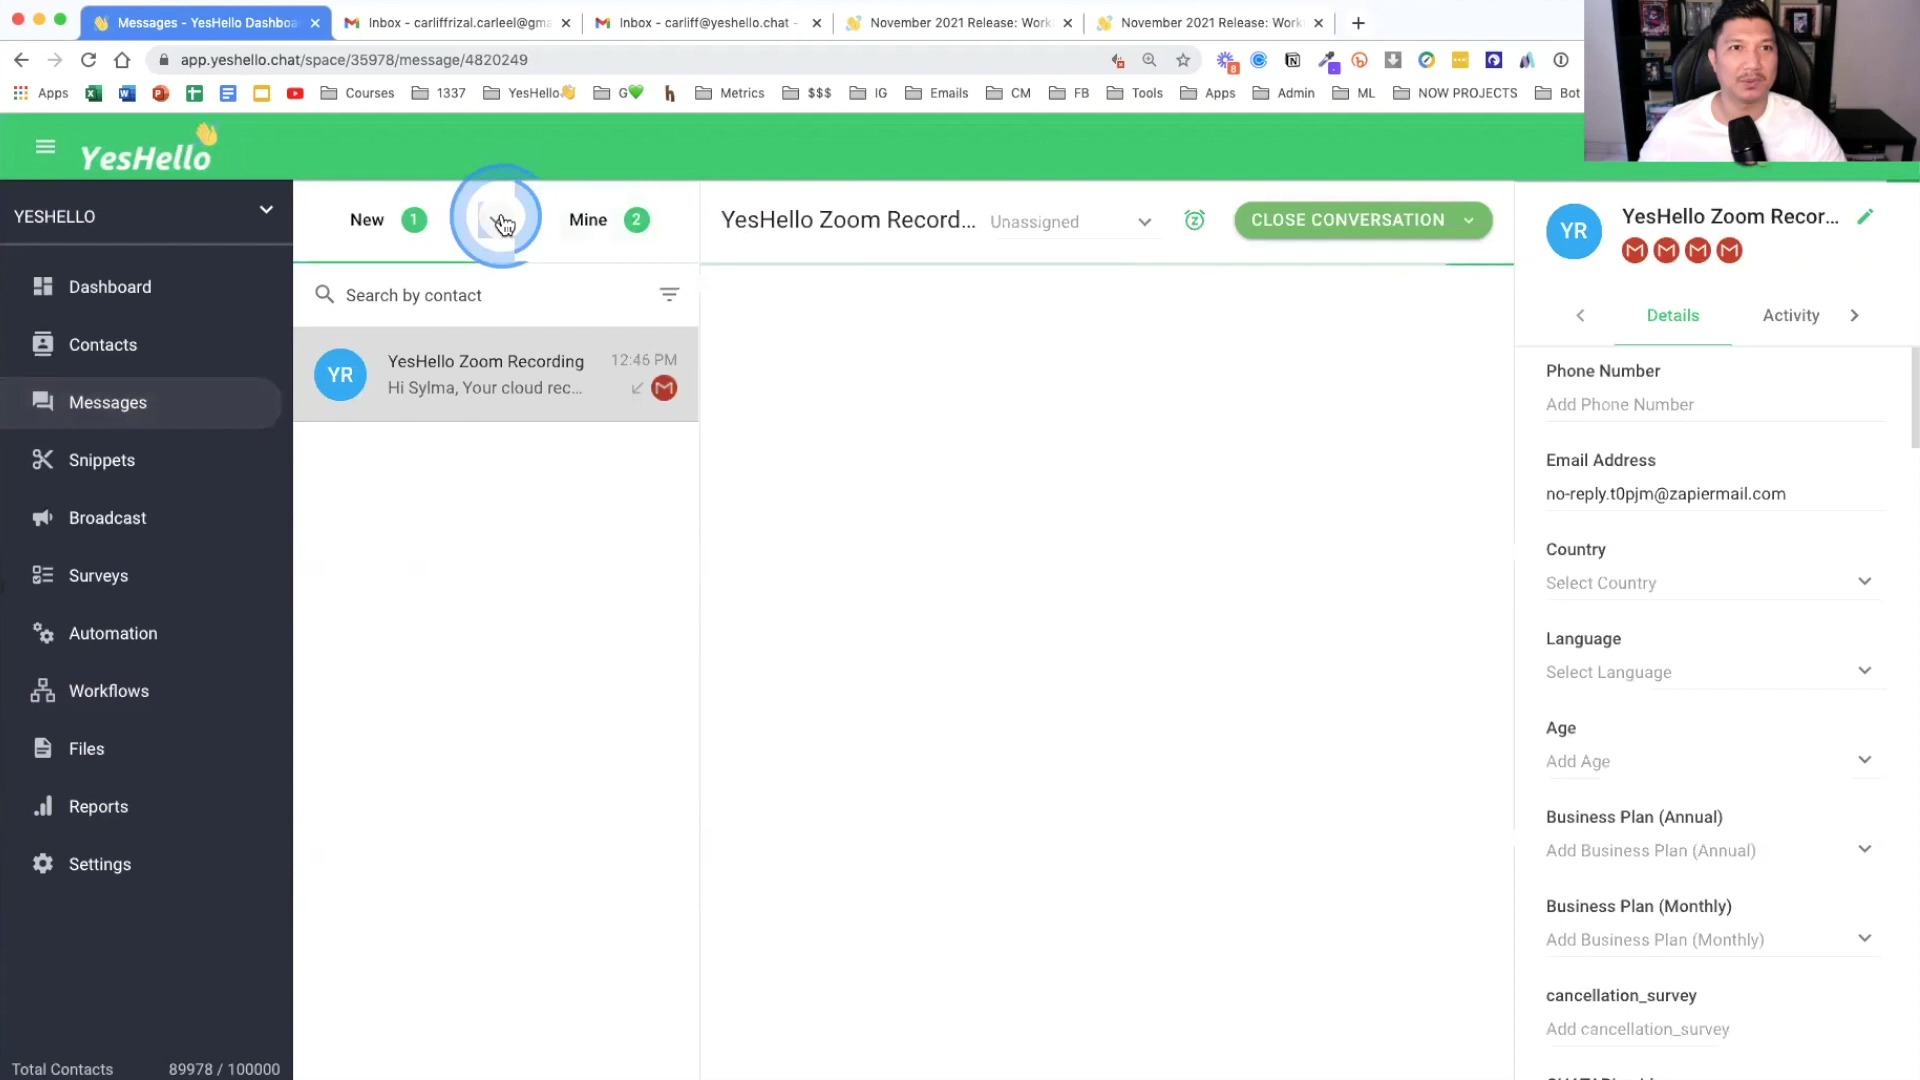 Messages - YesHello Dashboa
Inbox - carliffrizal.carleel@gma
Inbox - carliff@yeshello.chat -
November 2021 Release: Work
November 2021 Release: Work
app.yeshello.chat/space/35978/message/4820249
8
Apps
Courses
1337
YesHello
G
h
Metrics
$$$
IG
Emails
CM
FB
Tools
Apps
Admin
ML
NOW PROJECTS
Bot
YesHello
YESHELLO
Dashboard
Contacts
Messages
Snippets
Broadcast
Surveys
Automation
Workflows
Files
Reports
Settings
Total Contacts 89978 / 100000
New 1
Mine 2
Search by contact
YR
YesHello Zoom Recording 12:46 PM
Hi Sylma, Your cloud rec...
YesHello Zoom Record... Unassigned
CLOSE CONVERSATION
YR
YesHello Zoom Recor...
Details Activity
Phone Number
Add Phone Number
Email Address
no-reply.t0pjm@zapiermail.com
Country
Select Country
Language
Select Language
Age
Add Age
Business Plan (Annual)
Add Business Plan (Annual)
Business Plan (Monthly)
Add Business Plan (Monthly)
cancellation_survey
Add cancellation_survey